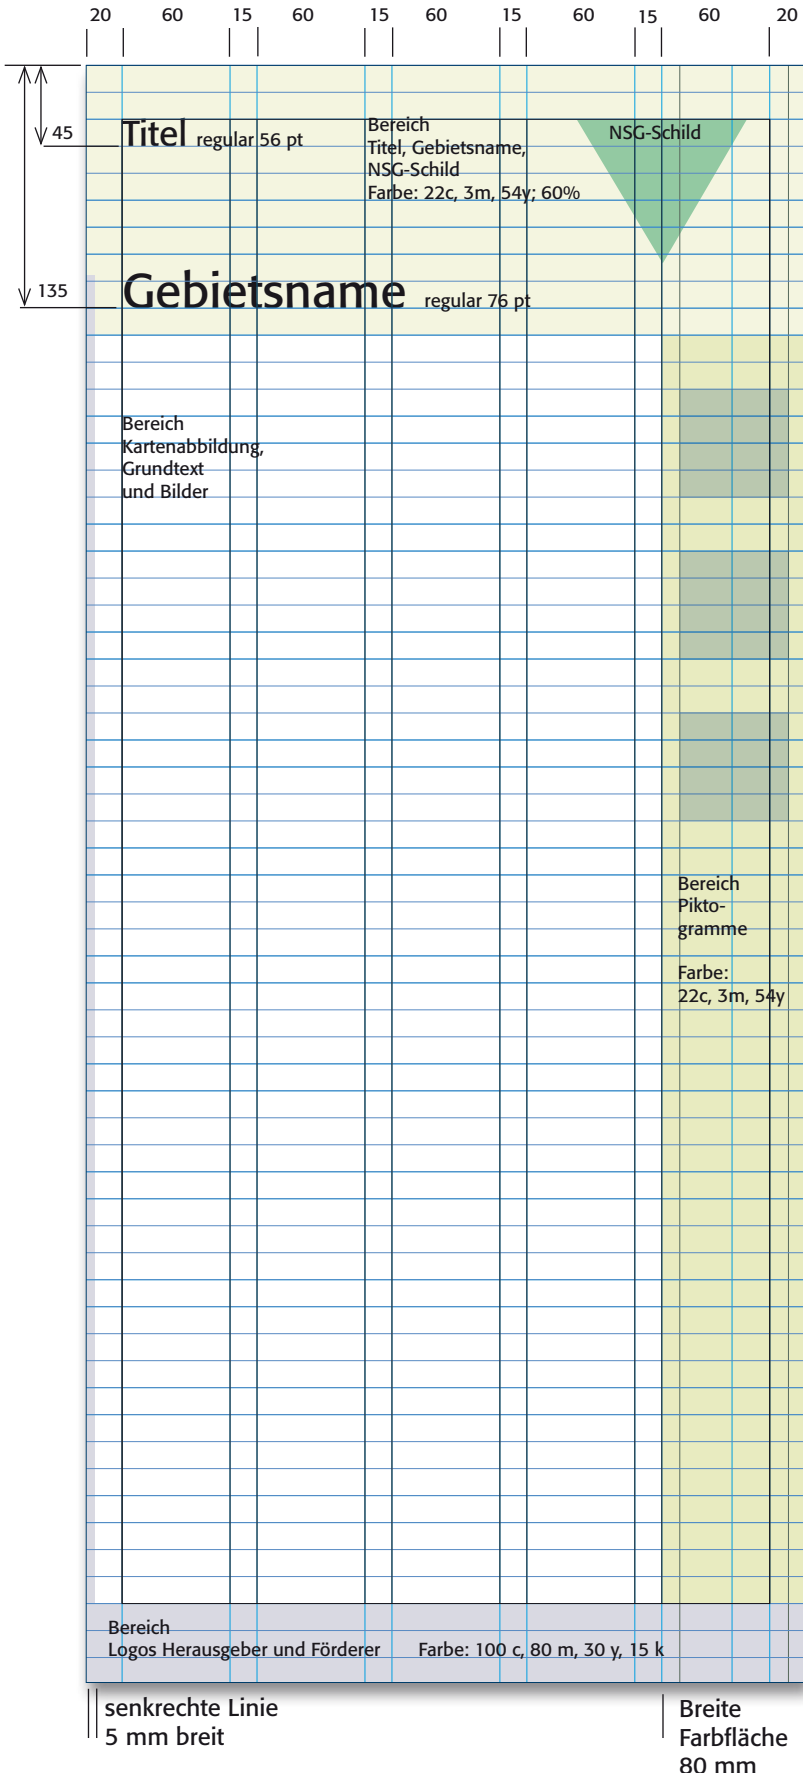 20 60 15 60 15 60 15 60 15 60 20
45
Titel regular 56 pt
Bereich
Titel, Gebietsname,
NSG-Schild
Farbe: 22c, 3m, 54y; 60%
NSG-Schild
135
Gebietsname regular 76 pt
Bereich
Kartenabbildung,
Grundtext
und Bilder
Bereich
Pikto-
gramme
Farbe:
22c, 3m, 54y
Bereich
Logos Herausgeber und Förderer Farbe: 100 c, 80 m, 30 y, 15 k
senkrechte Linie
5 mm breit
Breite
Farbfläche
80 mm